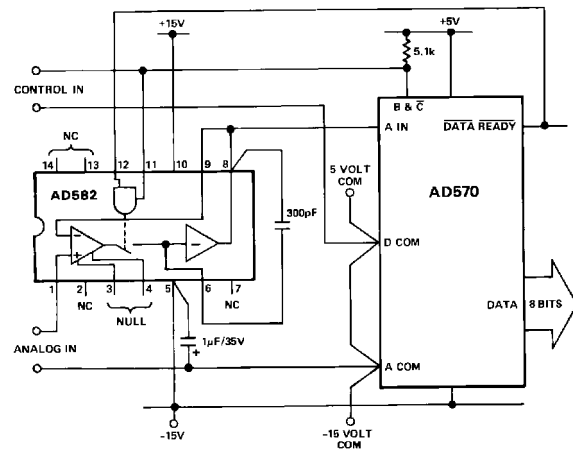 +15V
+5V
5.1k
CONTROL IN
B & C̅
A IN
D̅A̅T̅A̅ R̅E̅A̅D̅Y̅
NC
14 13 12 11 10 9 8
AD582
AD570
5 VOLT
COM
300pF
D COM
1 2 3 4 5 6 7
NC
NC
NULL
DATA
8 BITS
1µF/35V
+
ANALOG IN
A COM
-15V
-15 VOLT
COM